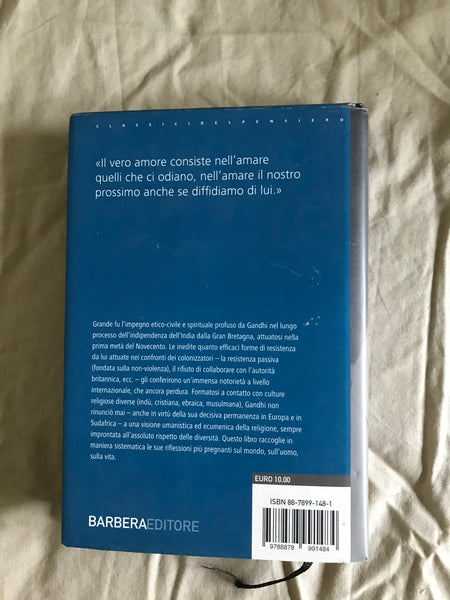 CLASSICIDELPENSIERO
«Il vero amore consiste nell'amare
quelli che ci odiano, nell'amare il nostro
prossimo anche se diffidiamo di lui.»
Grande fu l'impegno etico-civile e spirituale profuso da Gandhi nel lungo
processo dell'indipendenza dell'India dalla Gran Bretagna, attuatosi nella
prima metà del Novecento. Le inedite quanto efficaci forme di resistenza
da lui attuate nei confronti dei colonizzatori – la resistenza passiva
(fondata sulla non-violenza), il rifiuto di collaborare con l'autorità
britannica, ecc. – gli conferirono un'immensa notorietà a livello
internazionale, che ancora perdura. Formatosi a contatto con culture
religiose diverse (indù, cristiana, ebraica, musulmana), Gandhi non
rinunciò mai – anche in virtù della sua decisiva permanenza in Europa e in
Sudafrica – a una visione umanistica ed ecumenica della religione, sempre
improntata all'assoluto rispetto delle diversità. Questo libro raccoglie in
maniera sistematica le sue riflessioni più pregnanti sul mondo, sull'uomo,
sulla vita.
EURO 10.00
ISBN 88-7899-148-1
9788878 991484
BARBERAEDITORE